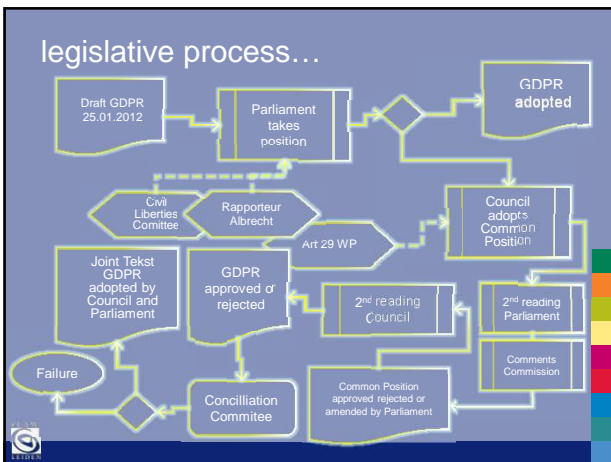 legislative process…
Draft GDPR
25.01.2012
Parliament
takes
position
GDPR
adopted
Civil
Liberties
Comittee
Rapporteur
Albrecht
Art 29 WP
Council
adopts
Common
Position
Joint Tekst
GDPR
adopted by
Council and
Parliament
GDPR
approved or
rejected
2nd reading
Council
2nd reading
Parliament
Comments
Commission
Failure
Concilliation
Commitee
Common Position
approved rejected or
amended by Parliament
LEIDEN